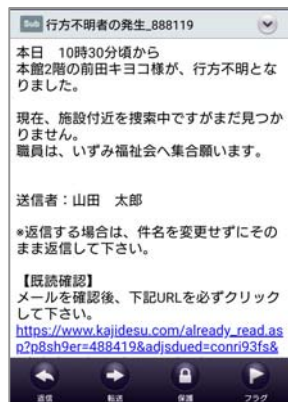 Sub 行方不明者の発生_888119
本日　10時30分頃から
本館2階の前田キヨコ様が、行方不明とな
りました。
現在、施設付近を捜索中ですがまだ見つか
りません。
職員は、いずみ福祉会へ集合願います。
送信者：山田　太郎
*返信する場合は、件名を変更せずにその
まま返信して下さい。
【既読確認】
メールを確認後、下記URLを必ずクリック
して下さい。
https://www.kajidesu.com/already_read.as
p?p8sh9er=488419&adjsdued=conri93fs&
返信 転送 保護 フラグ